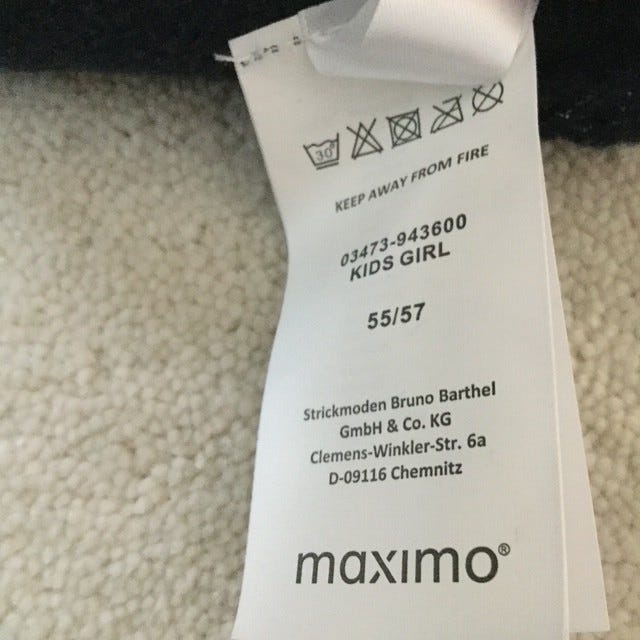 30°
KEEP AWAY FROM FIRE
03473-943600
KIDS GIRL
55/57
Strickmoden Bruno Barthel
GmbH & Co. KG
Clemens-Winkler-Str. 6a
D-09116 Chemnitz
maximo®